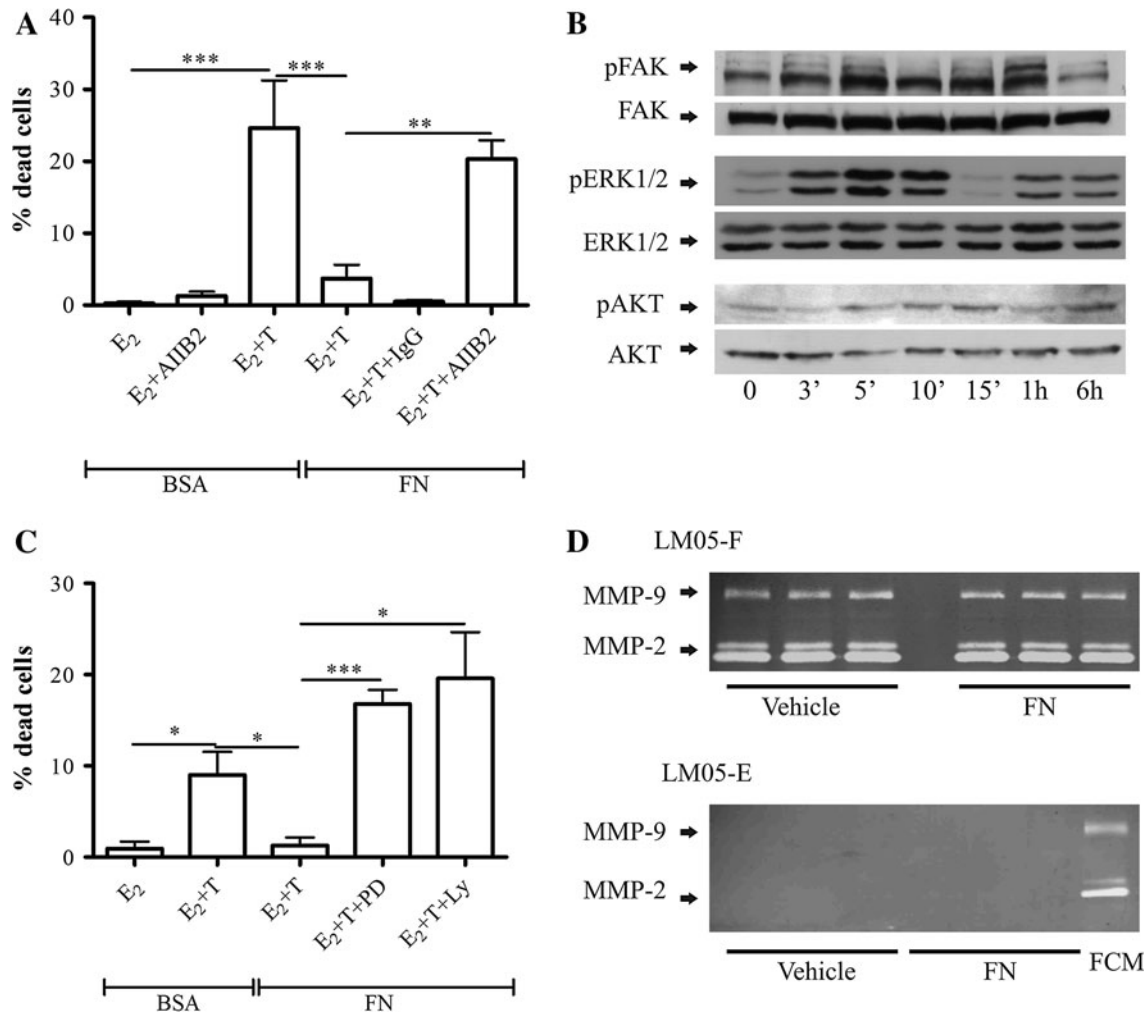 A
% dead cells
40
30
20
10
0
***
***
**
E₂
E₂+AIIB2
E₂+T
E₂+T
E₂+T+IgG
E₂+T+AIIB2
BSA
FN
B
pFAK
FAK
pERK1/2
ERK1/2
pAKT
AKT
0 3’ 5’ 10’ 15’ 1h 6h
C
% dead cells
30
20
10
0
*
*
***
*
E₂
E₂+T
E₂+T
E₂+T+PD
E₂+T+Ly
BSA
FN
D
LM05-F
MMP-9
MMP-2
Vehicle
FN
LM05-E
MMP-9
MMP-2
Vehicle
FN
FCM